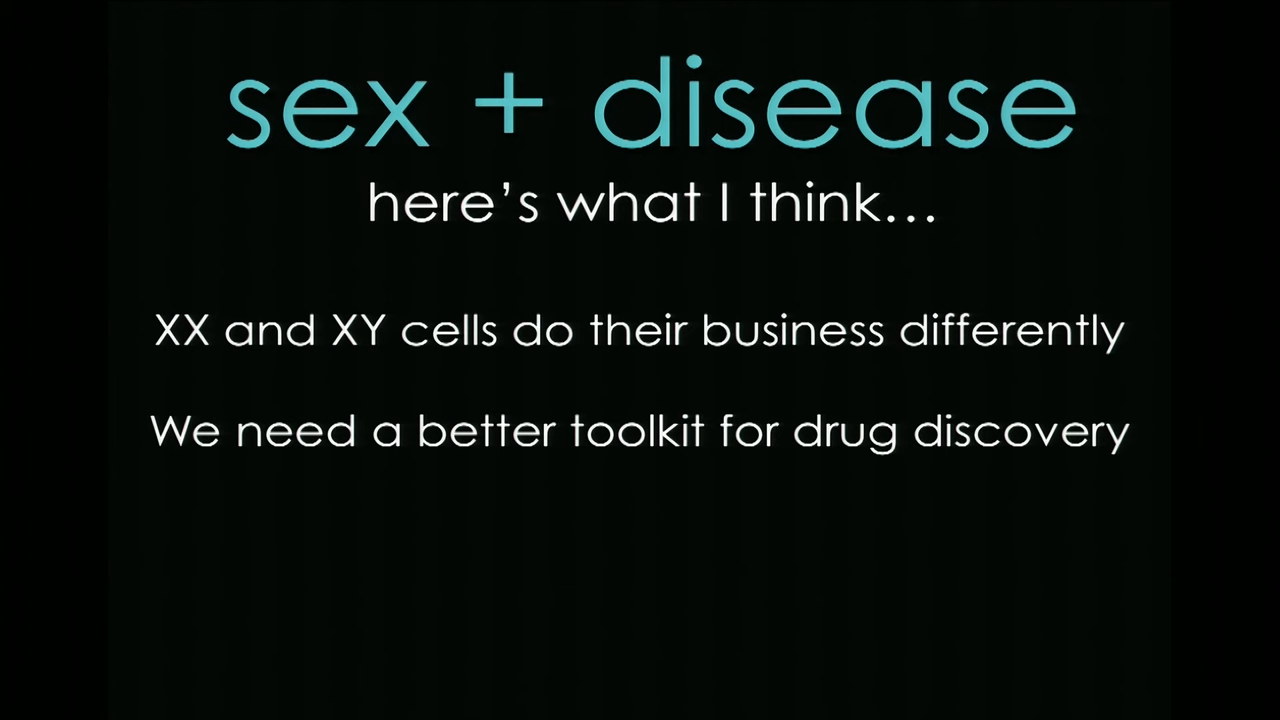 sex + disease
here’s what I think…
XX and XY cells do their business differently
We need a better toolkit for drug discovery